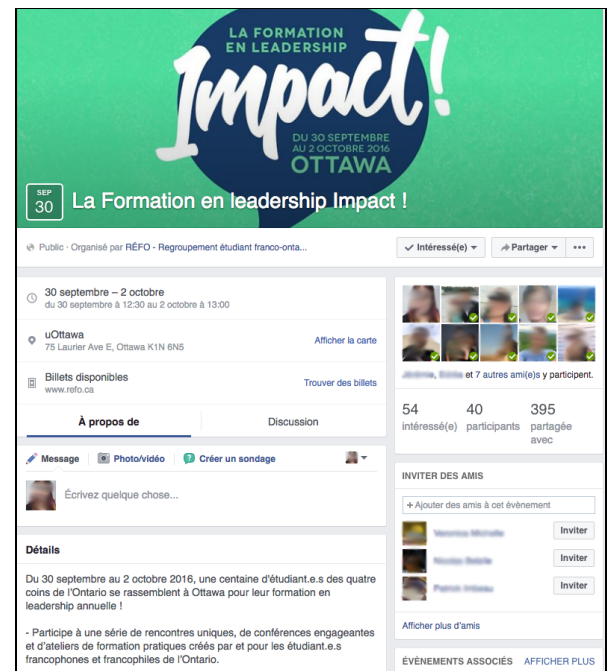 LA FORMATION
EN LEADERSHIP
Impact!
DU 30 SEPTEMBRE
AU 2 OCTOBRE 2016
OTTAWA
SEP
30
La Formation en leadership Impact !
Public · Organisé par RÉFO - Regroupement étudiant franco-onta...
Intéressé(e)
Partager
30 septembre – 2 octobre
du 30 septembre à 12:30 au 2 octobre à 13:00
uOttawa
75 Laurier Ave E, Ottawa K1N 6N5
Afficher la carte
Billets disponibles
www.refo.ca
Trouver des billets
À propos de
Discussion
Message
Photo/vidéo
Créer un sondage
Écrivez quelque chose...
Détails
Du 30 septembre au 2 octobre 2016, une centaine d'étudiant.e.s des quatre
coins de l'Ontario se rassemblent à Ottawa pour leur formation en
leadership annuelle !
- Participe à une série de rencontres uniques, de conférences engageantes
et d'ateliers de formation pratiques créés par et pour les étudiant.e.s
francophones et francophiles de l'Ontario.
et 7 autres ami(e)s y participent.
54 40 395
intéressé(e) participants partagée
avec
INVITER DES AMIS
+ Ajouter des amis à cet évènement
Inviter
Inviter
Inviter
Afficher plus d'amis
ÉVÈNEMENTS ASSOCIÉS AFFICHER PLUS